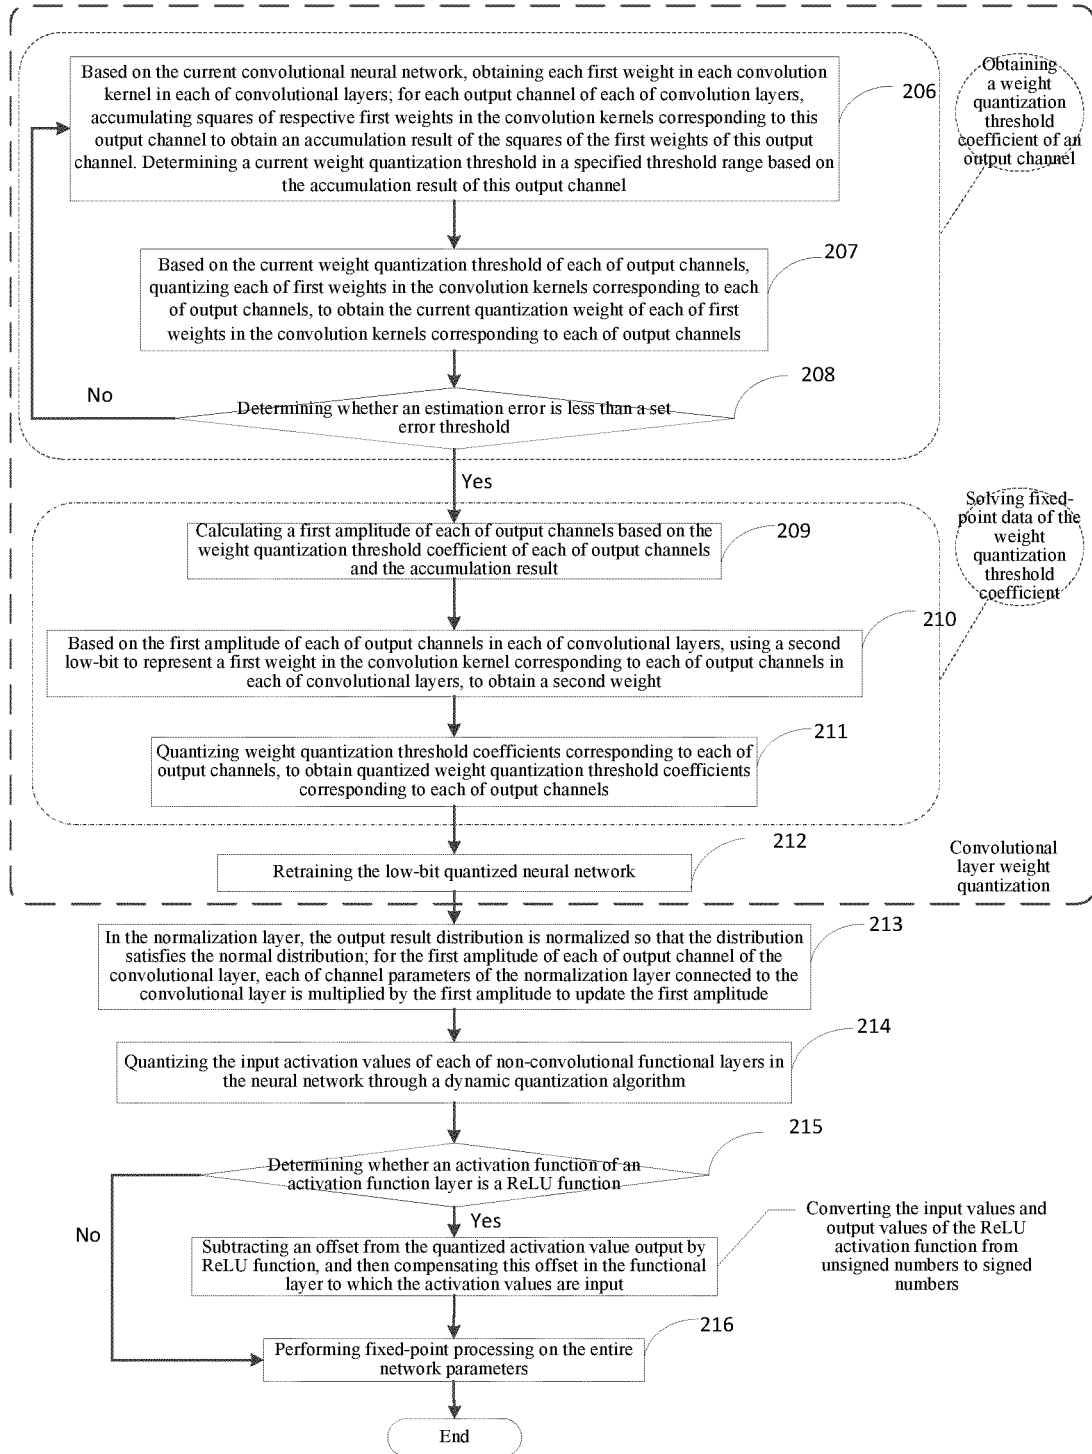 Based on the current convolutional neural network, obtaining each first weight in each convolution
kernel in each of convolutional layers; for each output channel of each of convolution layers,
accumulating squares of respective first weights in the convolution kernels corresponding to this
output channel to obtain an accumulation result of the squares of the first weights of this output
channel. Determining a current weight quantization threshold in a specified threshold range based on
the accumulation result of this output channel
206
Obtaining
a weight
quantization
threshold
coefficient of an
output channel
Based on the current weight quantization threshold of each of output channels,
quantizing each of first weights in the convolution kernels corresponding to each
of output channels, to obtain the current quantization weight of each of first
weights in the convolution kernels corresponding to each of output channels
207
No
208
Determining whether an estimation error is less than a set
error threshold
Yes
Calculating a first amplitude of each of output channels based on the
weight quantization threshold coefficient of each of output channels
and the accumulation result
209
Solving fixed-
point data of the
weight
quantization
threshold
coefficient
210
Based on the first amplitude of each of output channels in each of convolutional layers, using a second
low-bit to represent a first weight in the convolution kernel corresponding to each of output channels in
each of convolutional layers, to obtain a second weight
211
Quantizing weight quantization threshold coefficients corresponding to each of
output channels, to obtain quantized weight quantization threshold coefficients
corresponding to each of output channels
212
Retraining the low-bit quantized neural network
Convolutional
layer weight
quantization
213
In the normalization layer, the output result distribution is normalized so that the distribution
satisfies the normal distribution; for the first amplitude of each of output channel of the
convolutional layer, each of channel parameters of the normalization layer connected to the
convolutional layer is multiplied by the first amplitude to update the first amplitude
214
Quantizing the input activation values of each of non-convolutional functional layers in
the neural network through a dynamic quantization algorithm
215
Determining whether an activation function of an
activation function layer is a ReLU function
No
Yes
Subtracting an offset from the quantized activation value output by
ReLU function, and then compensating this offset in the functional
layer to which the activation values are input
Converting the input values and
output values of the ReLU
activation function from
unsigned numbers to signed
numbers
216
Performing fixed-point processing on the entire
network parameters
End